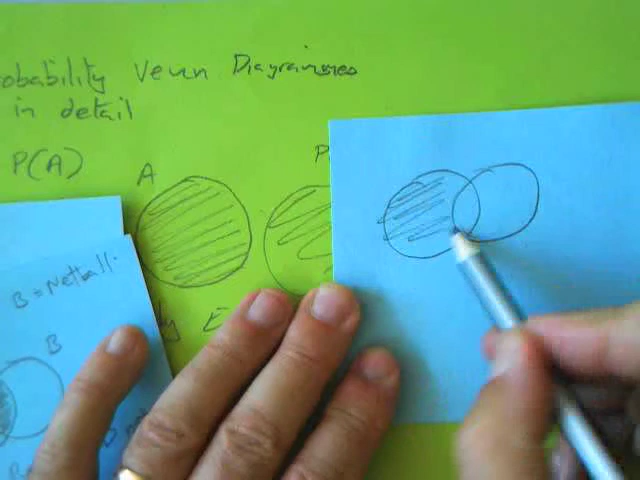 obability Venn Diagrammes
in detail
P(A)
A
P
B = Netball
B